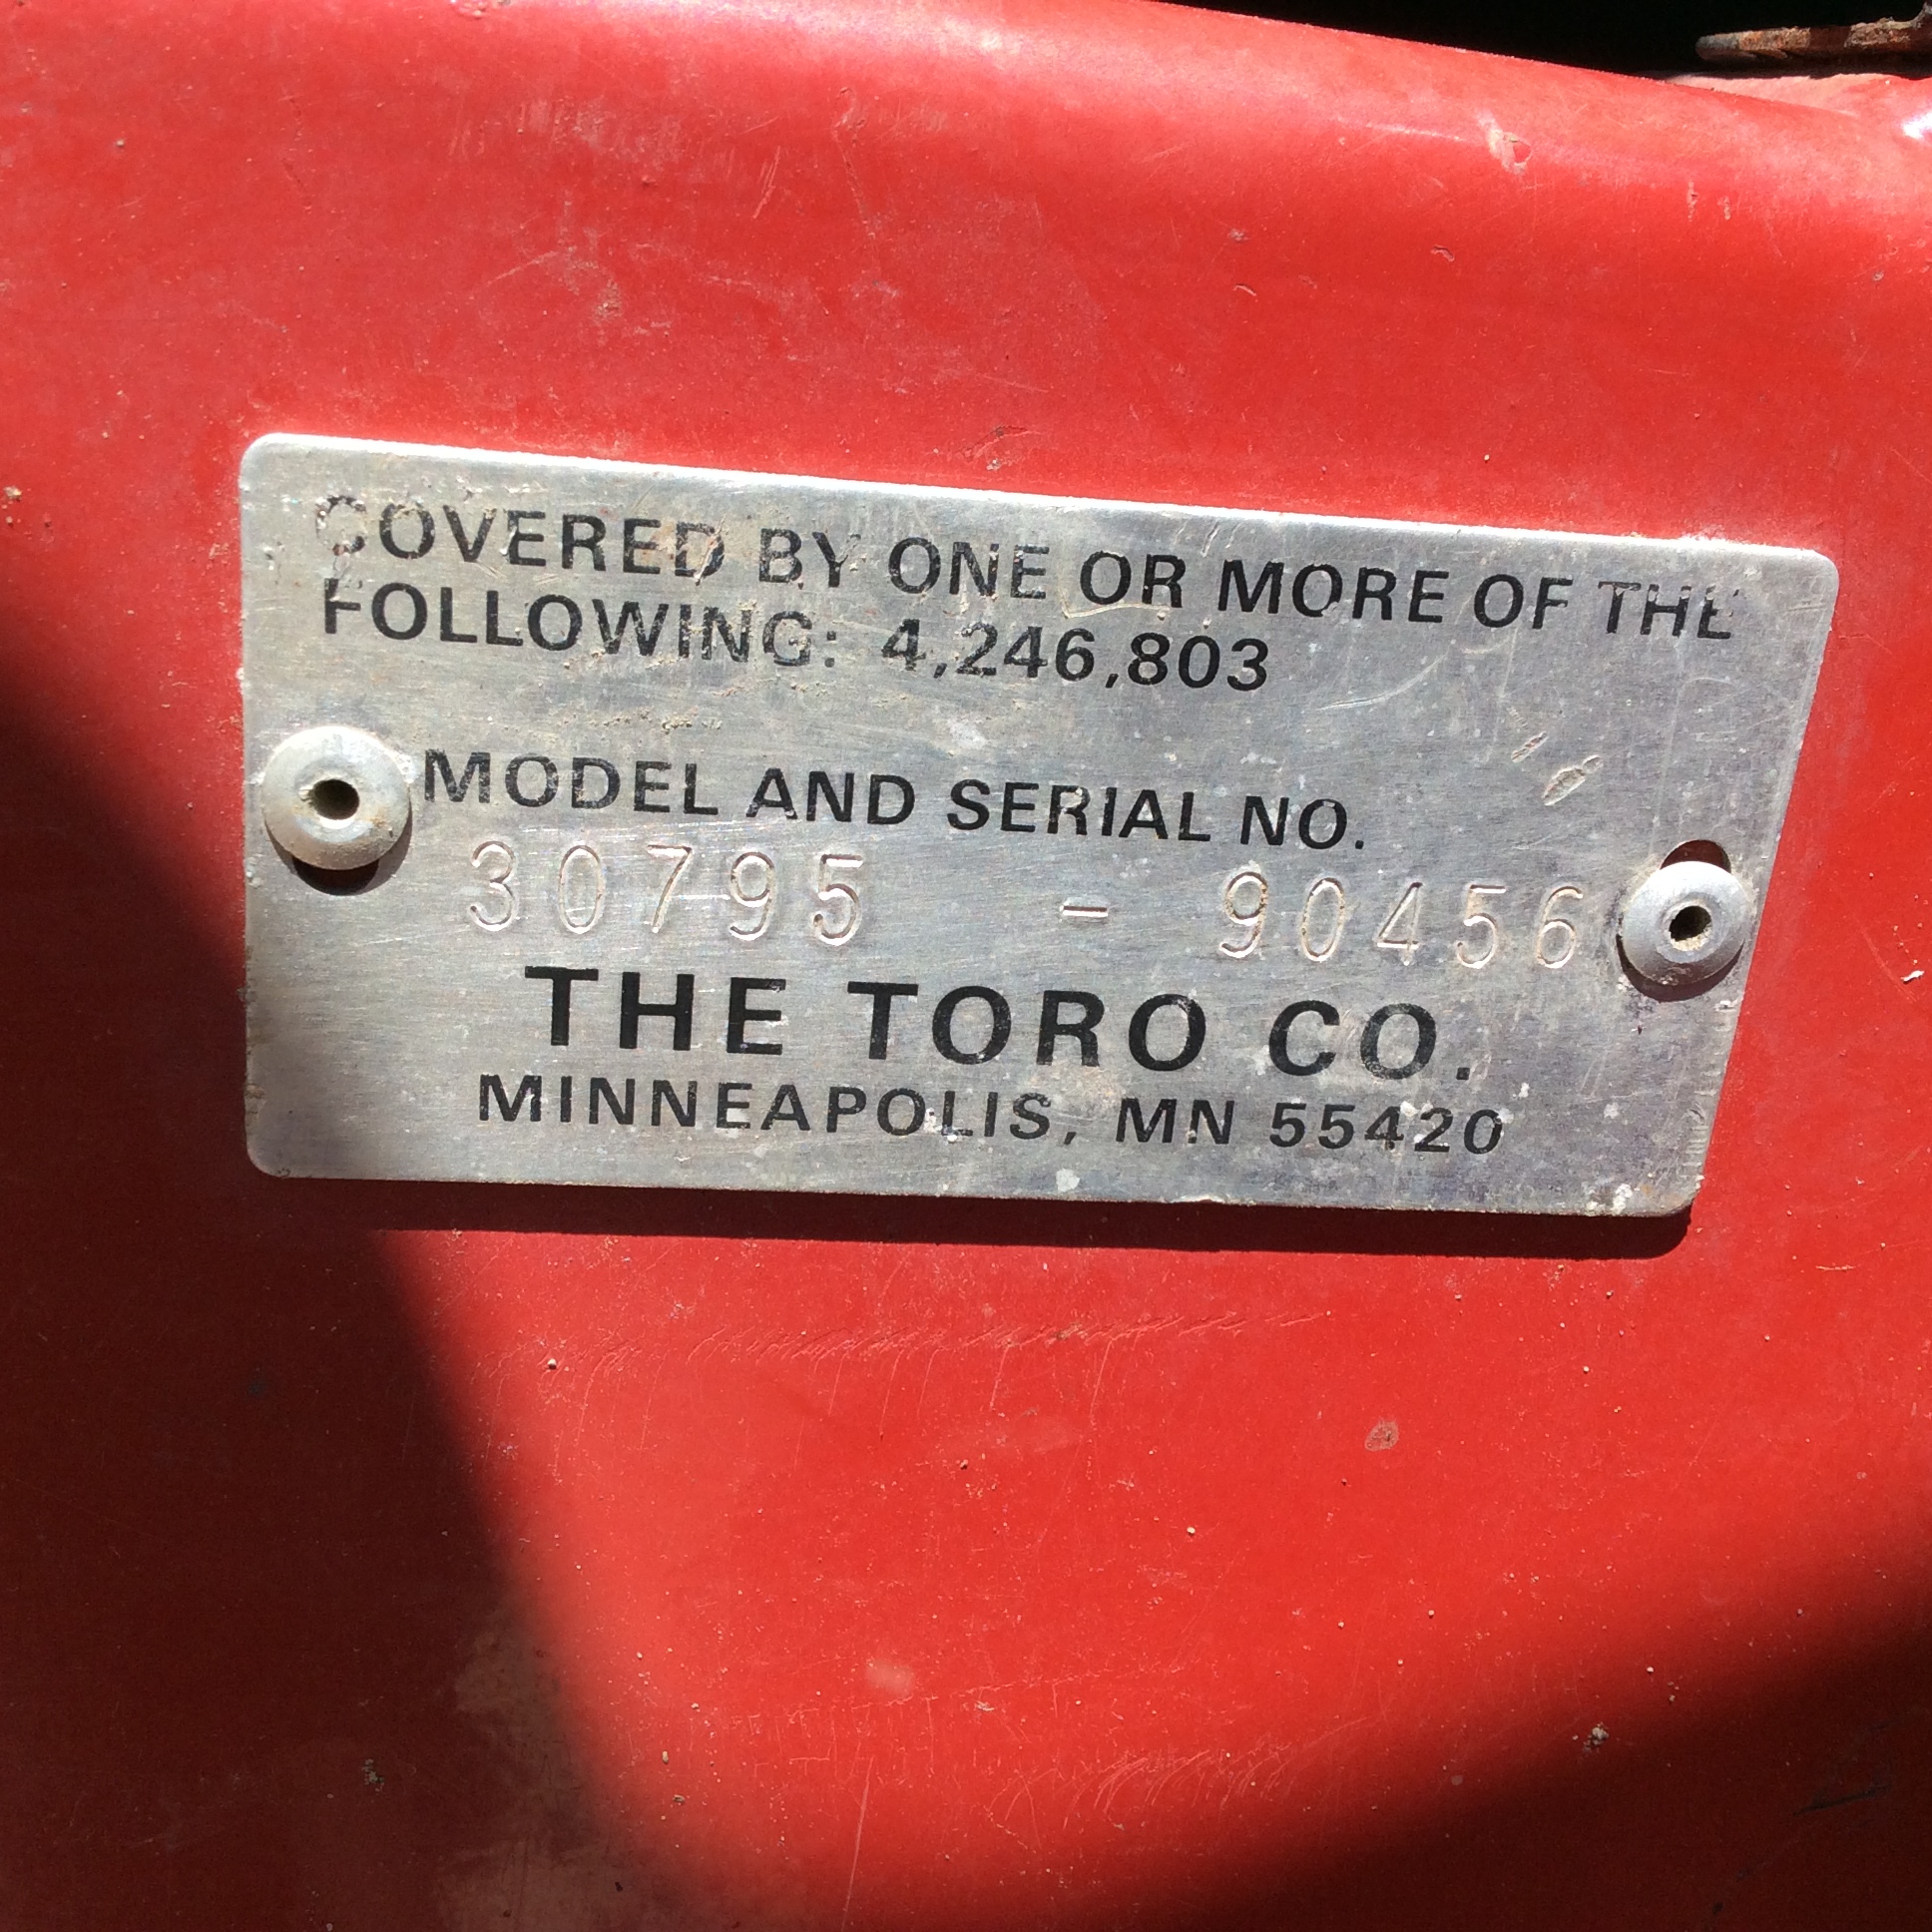 COVERED BY ONE OR MORE OF THE
FOLLOWING: 4,246,803
MODEL AND SERIAL NO.
30795 - 90456
THE TORO CO.
MINNEAPOLIS, MN 55420